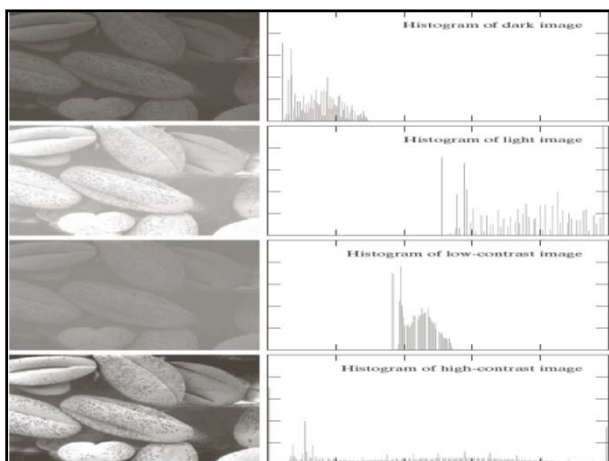 Histogram of dark image
Histogram of light image
Histogram of low-contrast image
Histogram of high-contrast image